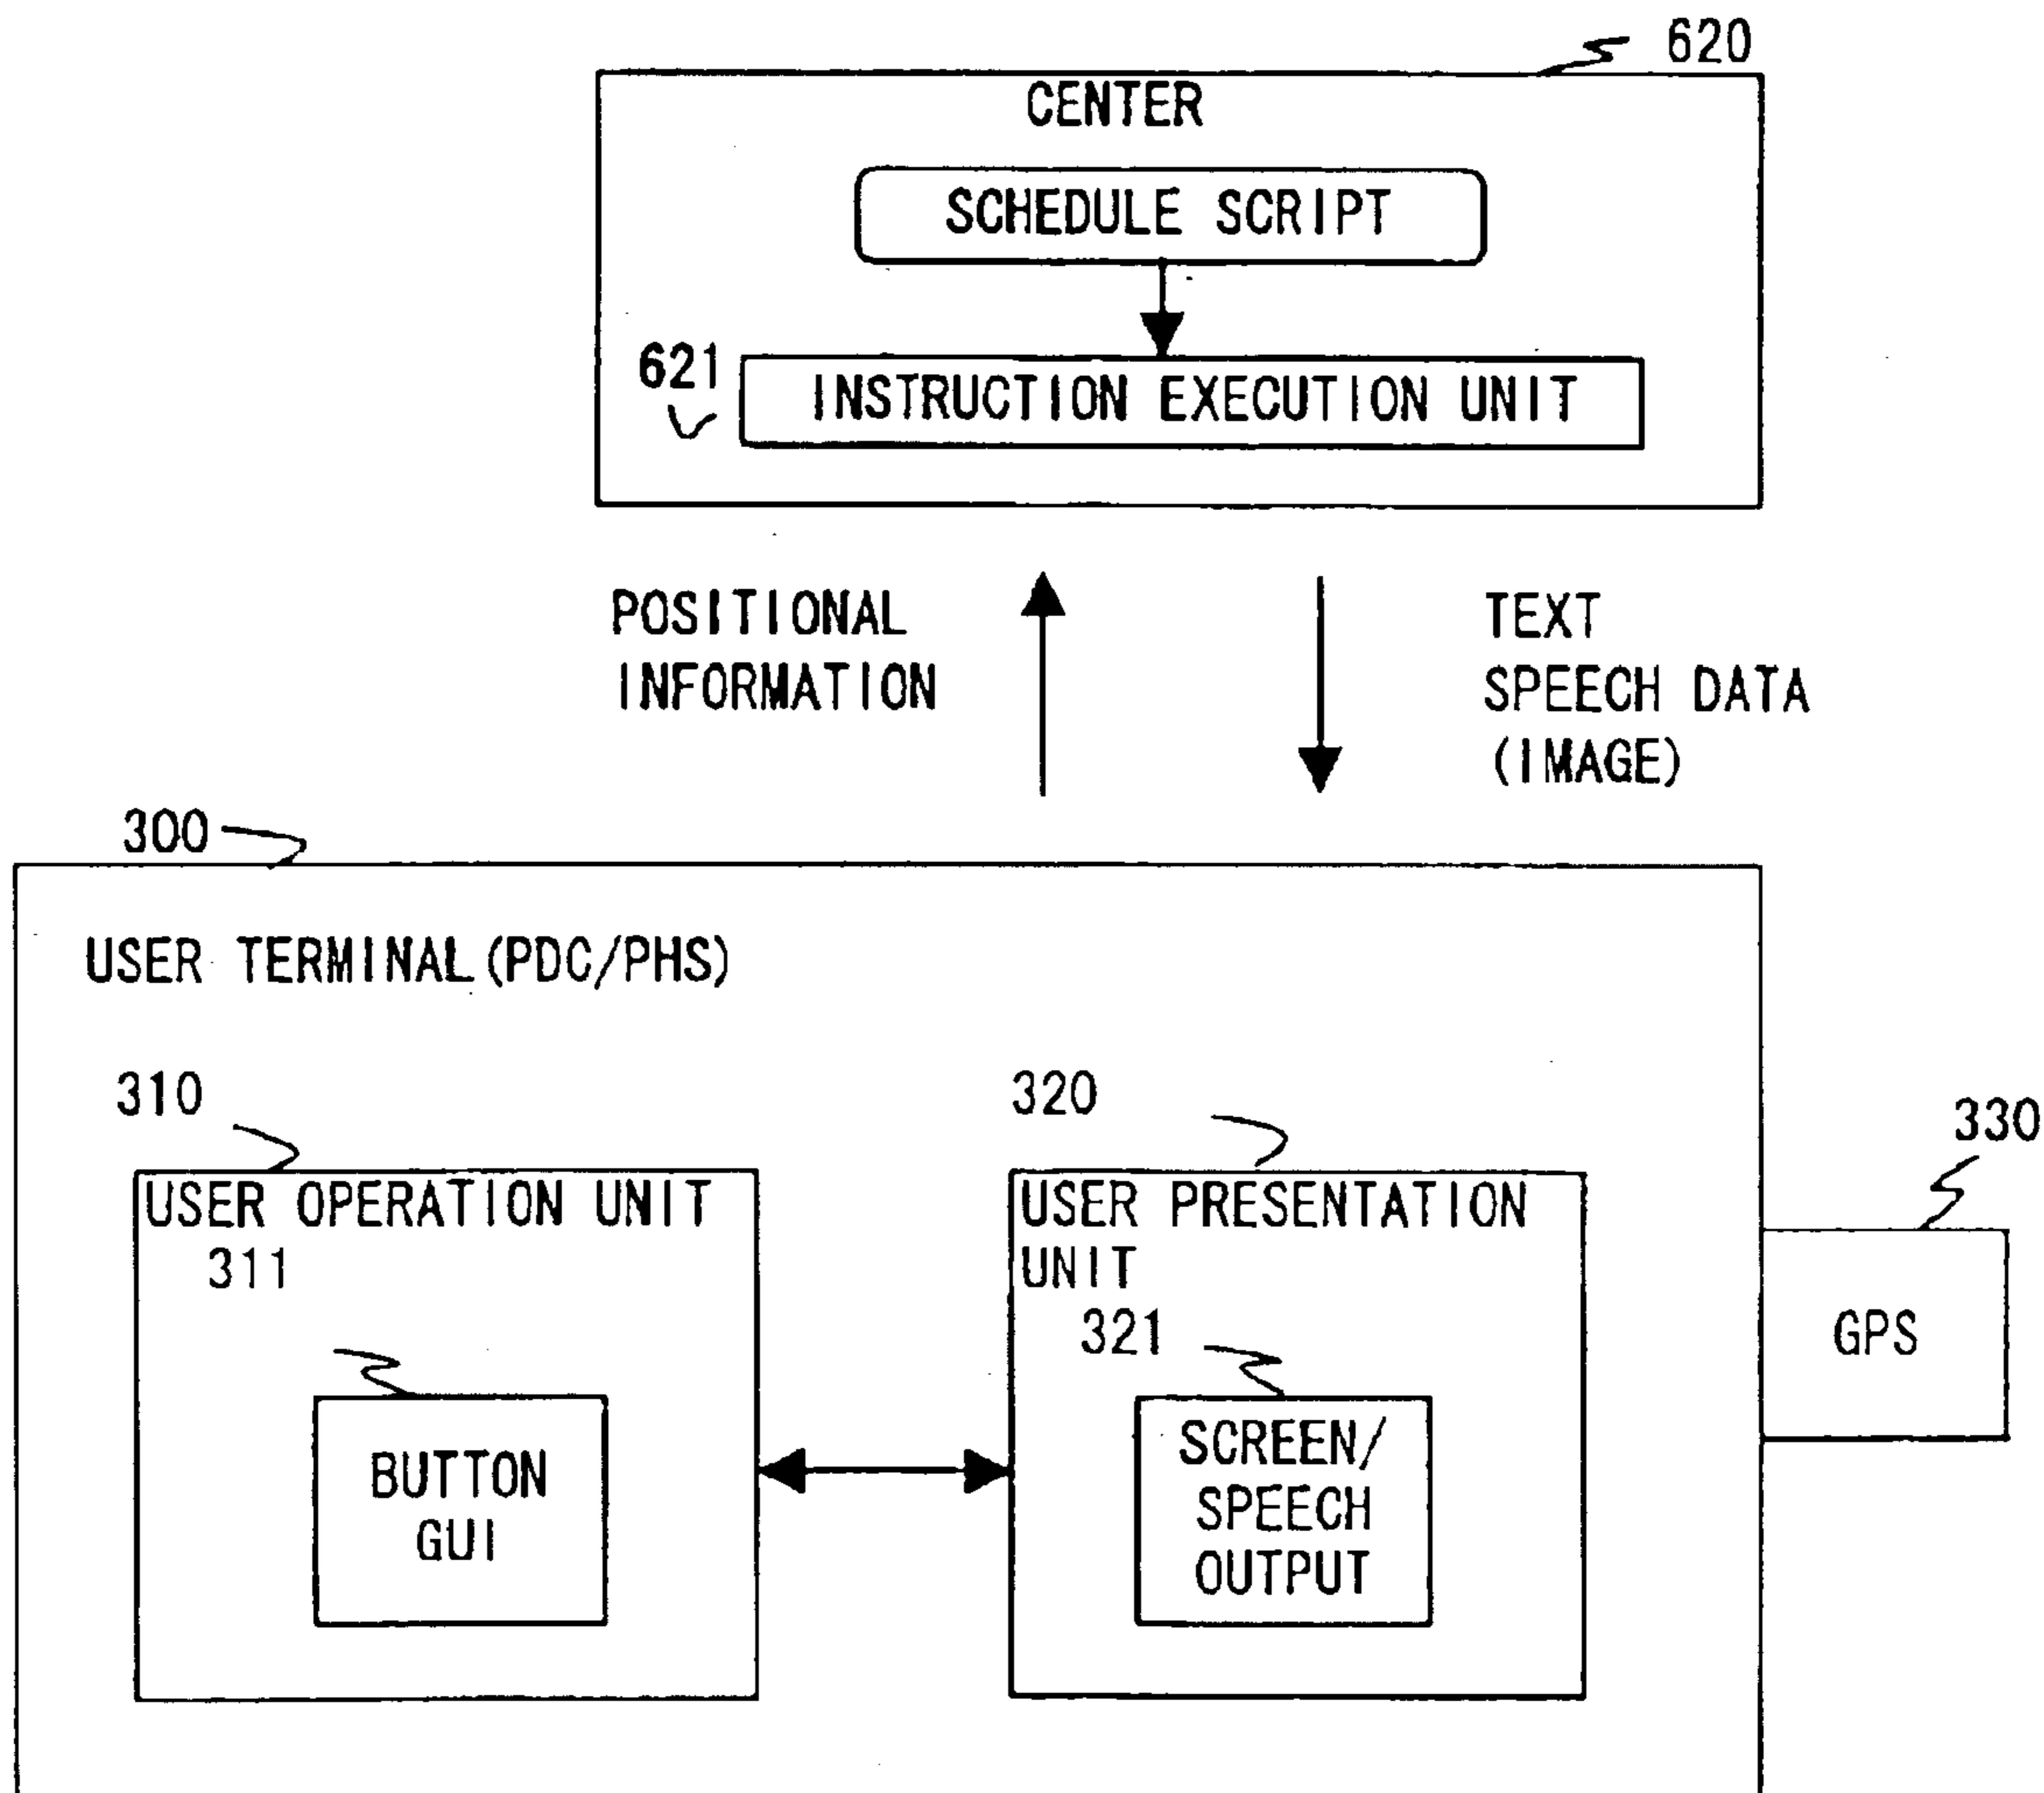 620
CENTER
SCHEDULE SCRIPT
621
INSTRUCTION EXECUTION UNIT
POSITIONAL
INFORMATION
TEXT
SPEECH DATA
(IMAGE)
300
USER TERMINAL(PDC/PHS)
310
USER OPERATION UNIT
311
BUTTON
GUI
320
USER PRESENTATION
UNIT
321
SCREEN/
SPEECH
OUTPUT
330
GPS